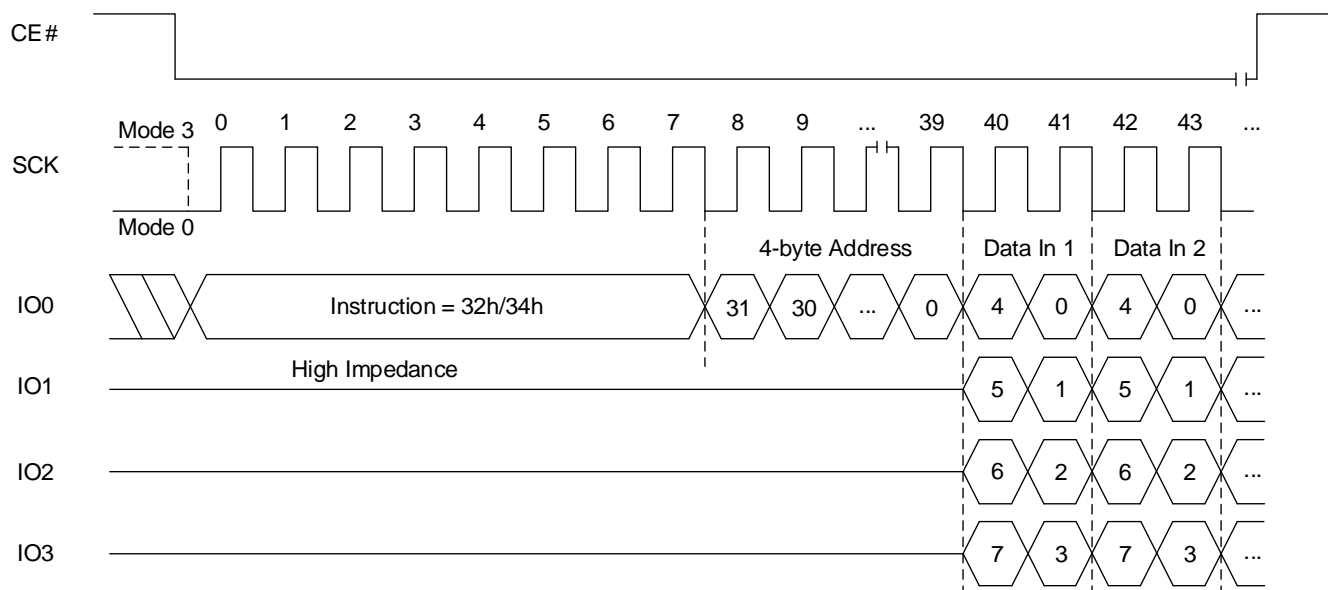 CE#
Mode 3 0 1 2 3 4 5 6 7 8 9 ... 39 40 41 42 43 ...
SCK
Mode 0
4-byte Address Data In 1 Data In 2
IO0 Instruction = 32h/34h 31 30 ... 0 4 0 4 0 ...
High Impedance
IO1 5 1 5 1 ...
IO2 6 2 6 2 ...
IO3 7 3 7 3 ...